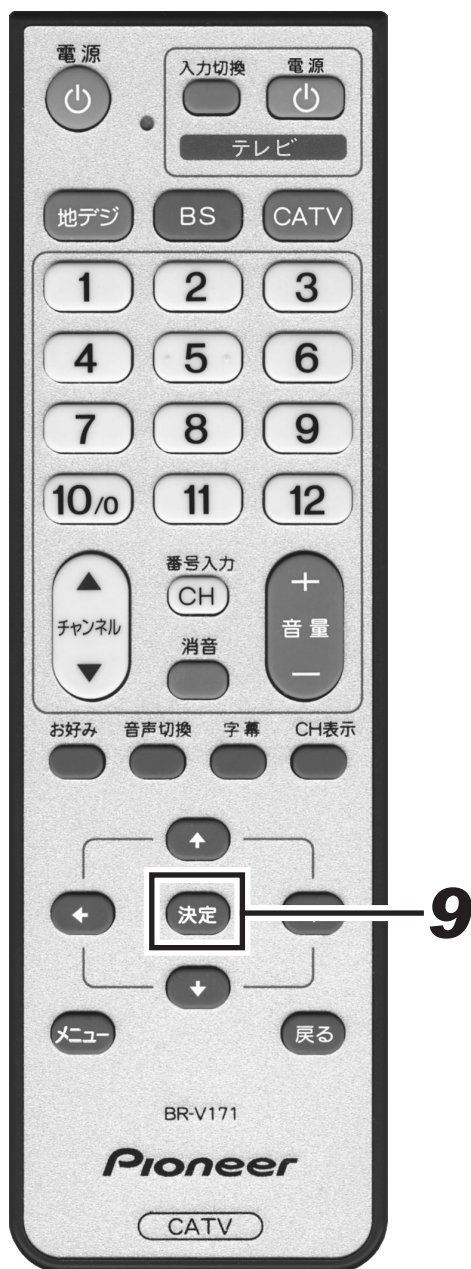 電源
入力切換 電源
テレビ
地デジ BS CATV
1 2 3
4 5 6
7 8 9
10/0 11 12
番号入力
CH
チャンネル
消音
+
音量
-
お好み 音声切換 字幕 CH表示
決定
9
メニュー 戻る
BR-V171
Pioneer
CATV